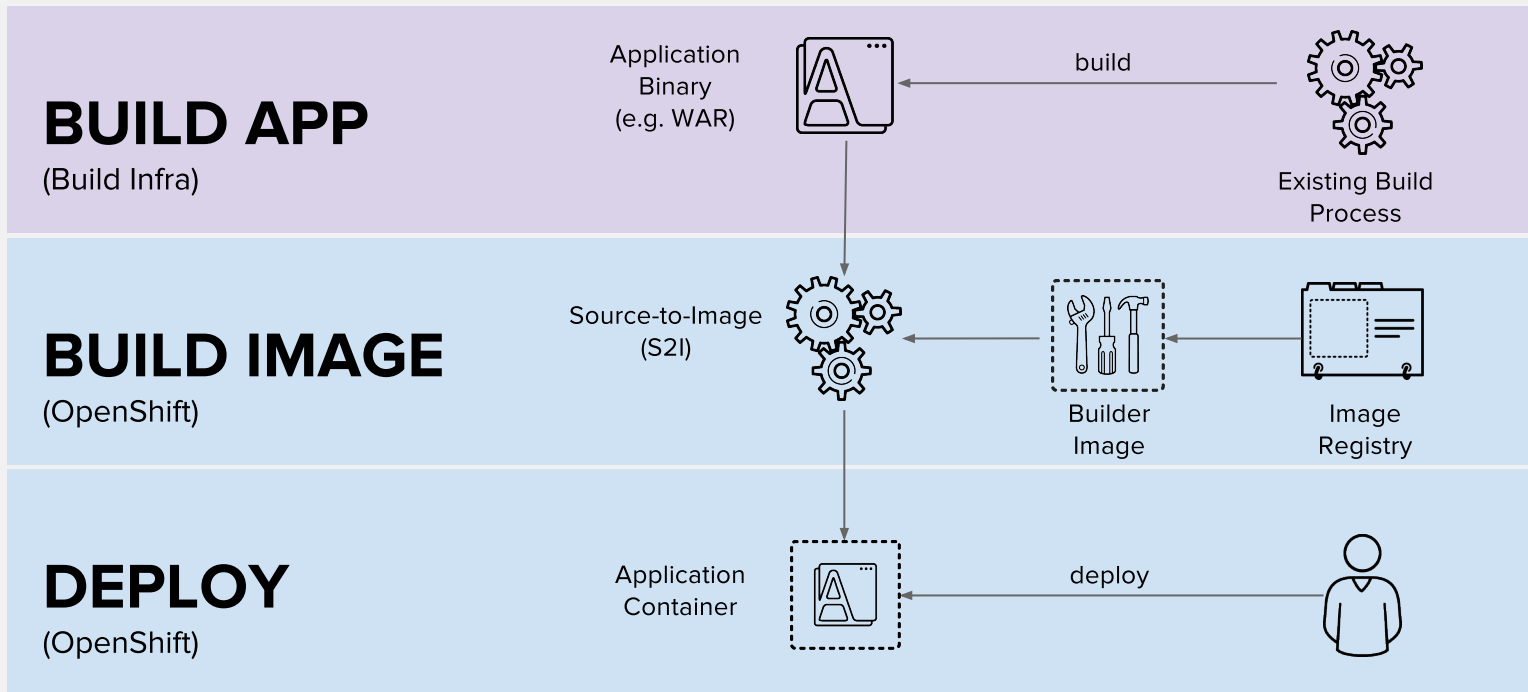 BUILD APP
(Build Infra)
Application
Binary
(e.g. WAR)
build
Existing Build
Process
BUILD IMAGE
(OpenShift)
Source-to-Image
(S2I)
Builder
Image
Image
Registry
DEPLOY
(OpenShift)
Application
Container
deploy